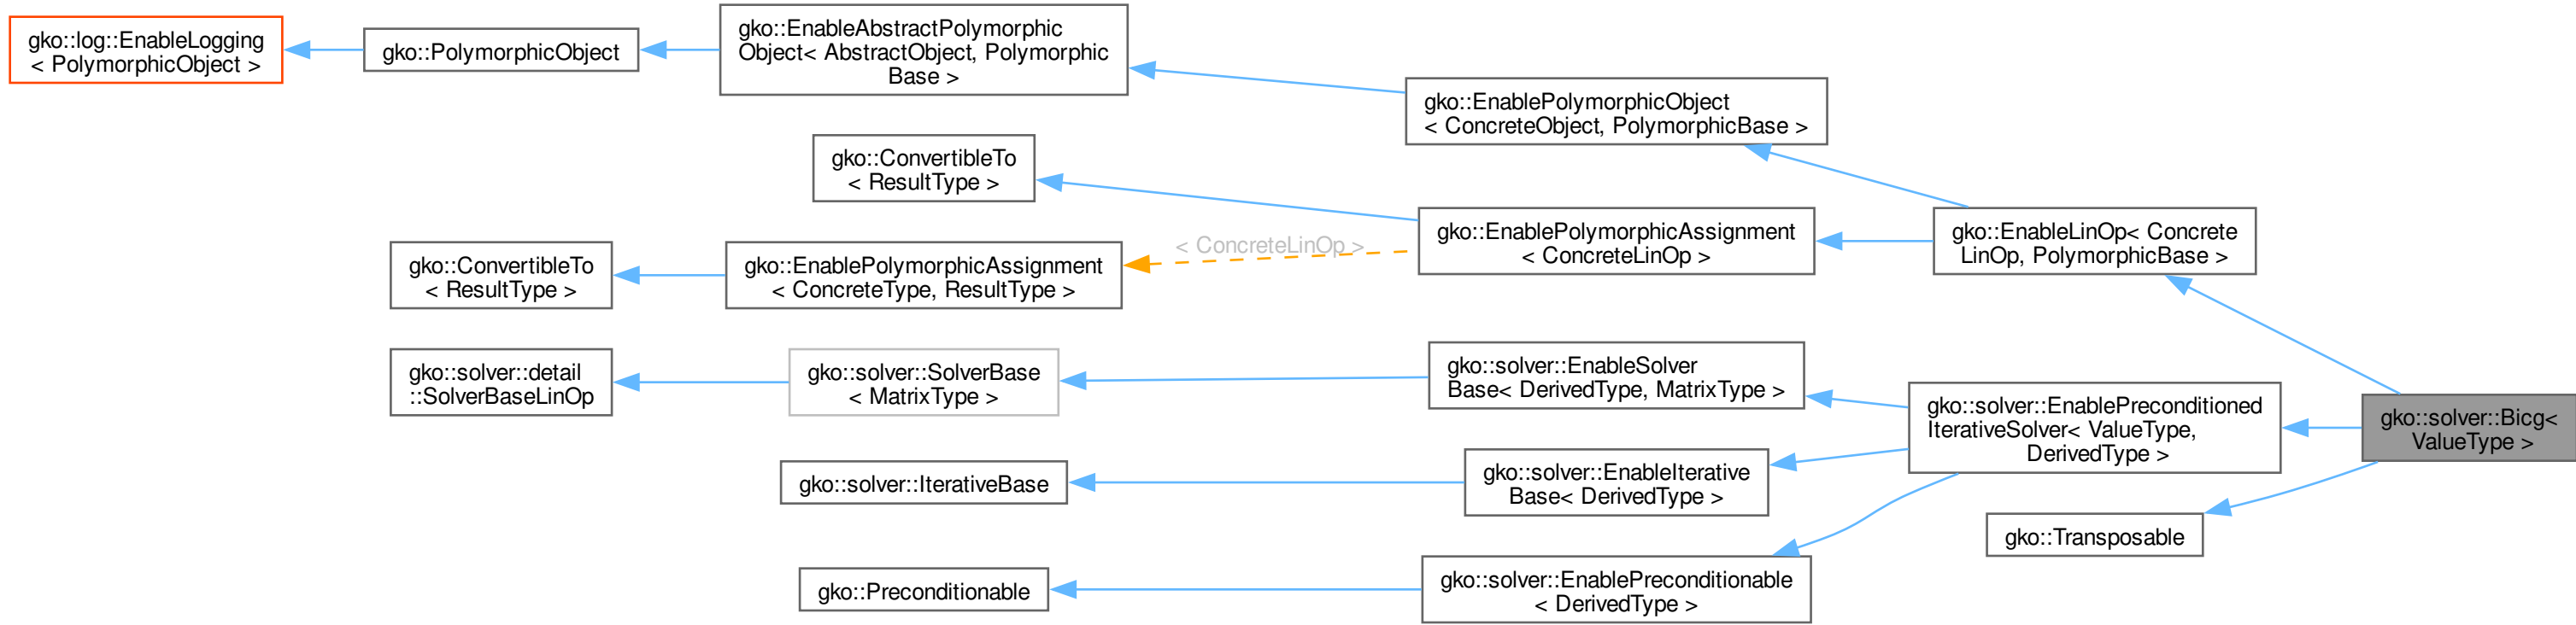 gko::log::EnableLogging
< PolymorphicObject >
gko::PolymorphicObject
gko::EnableAbstractPolymorphic
Object< AbstractObject, Polymorphic
Base >
gko::EnablePolymorphicObject
< ConcreteObject, PolymorphicBase >
gko::ConvertibleTo
< ResultType >
gko::EnablePolymorphicAssignment
< ConcreteLinOp >
gko::EnableLinOp< Concrete
LinOp, PolymorphicBase >
gko::ConvertibleTo
< ResultType >
gko::EnablePolymorphicAssignment
< ConcreteType, ResultType >
< ConcreteLinOp >
gko::solver::detail
::SolverBaseLinOp
gko::solver::SolverBase
< MatrixType >
gko::solver::EnableSolver
Base< DerivedType, MatrixType >
gko::solver::EnablePreconditioned
IterativeSolver< ValueType,
DerivedType >
gko::solver::Bicg<
ValueType >
gko::solver::IterativeBase
gko::solver::EnableIterative
Base< DerivedType >
gko::Transposable
gko::Preconditionable
gko::solver::EnablePreconditionable
< DerivedType >